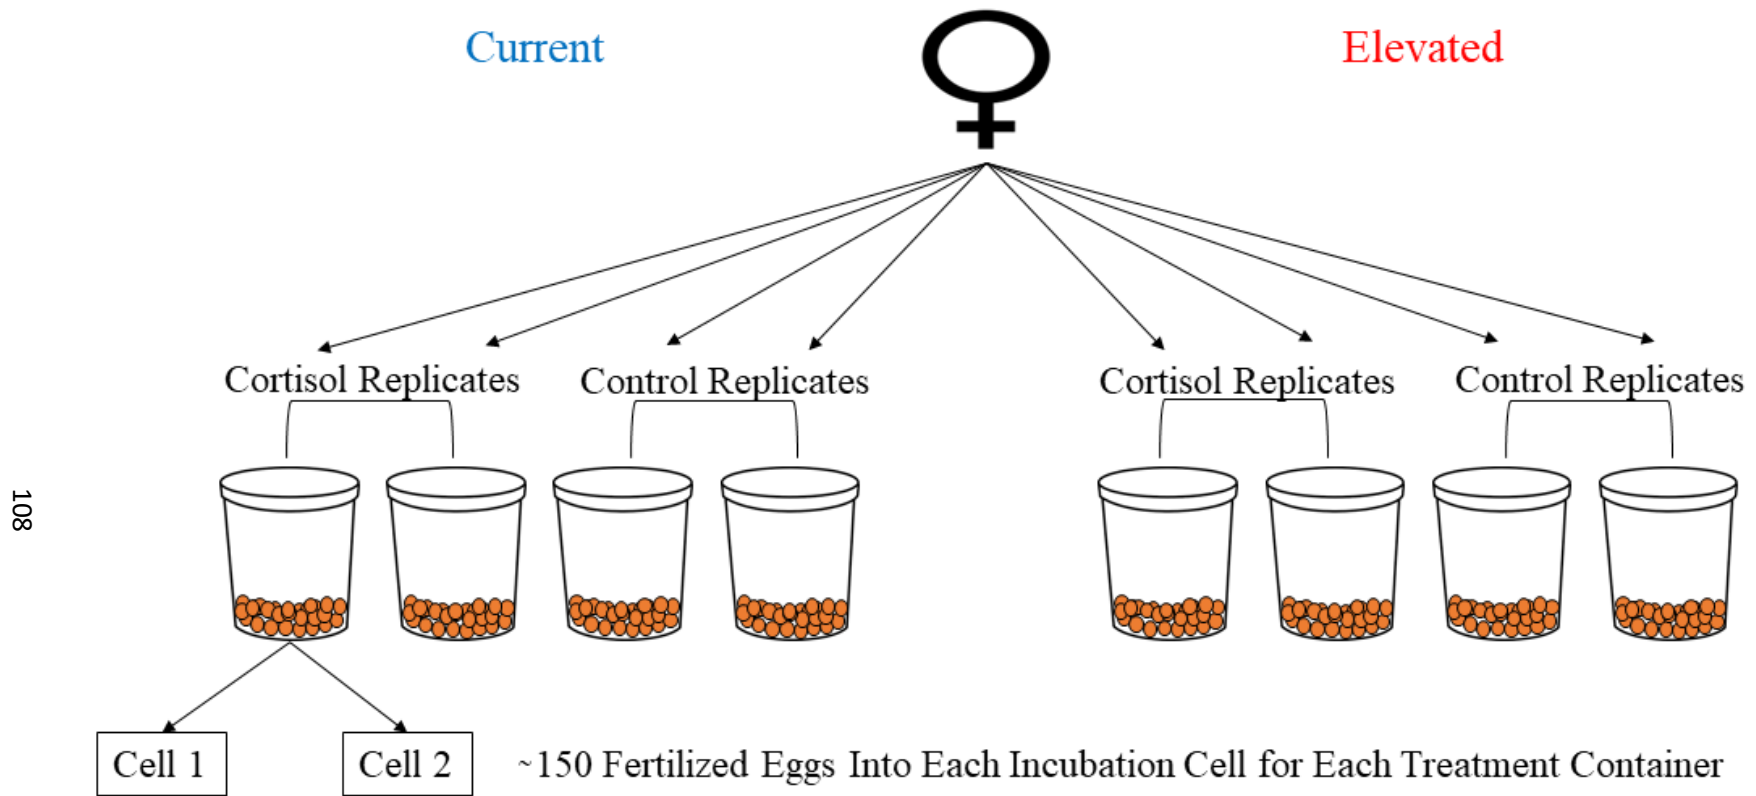 Current
Elevated
Cortisol Replicates
Control Replicates
Cortisol Replicates
Control Replicates
108
Cell 1
Cell 2
~150 Fertilized Eggs Into Each Incubation Cell for Each Treatment Container